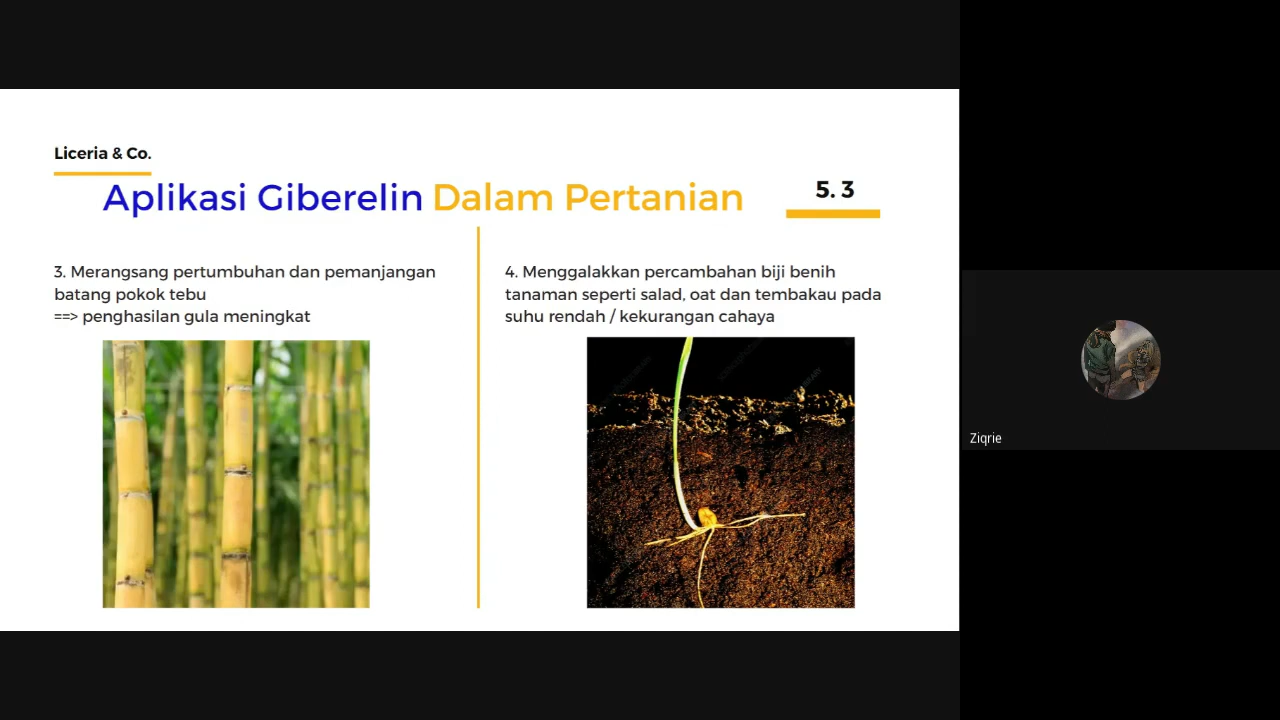 Liceria & Co.
Aplikasi Giberelin Dalam Pertanian
5. 3
3. Merangsang pertumbuhan dan pemanjangan
batang pokok tebu
==> penghasilan gula meningkat
4. Menggalakkan percambahan biji benih
tanaman seperti salad, oat dan tembakau pada
suhu rendah / kekurangan cahaya
Ziqrie